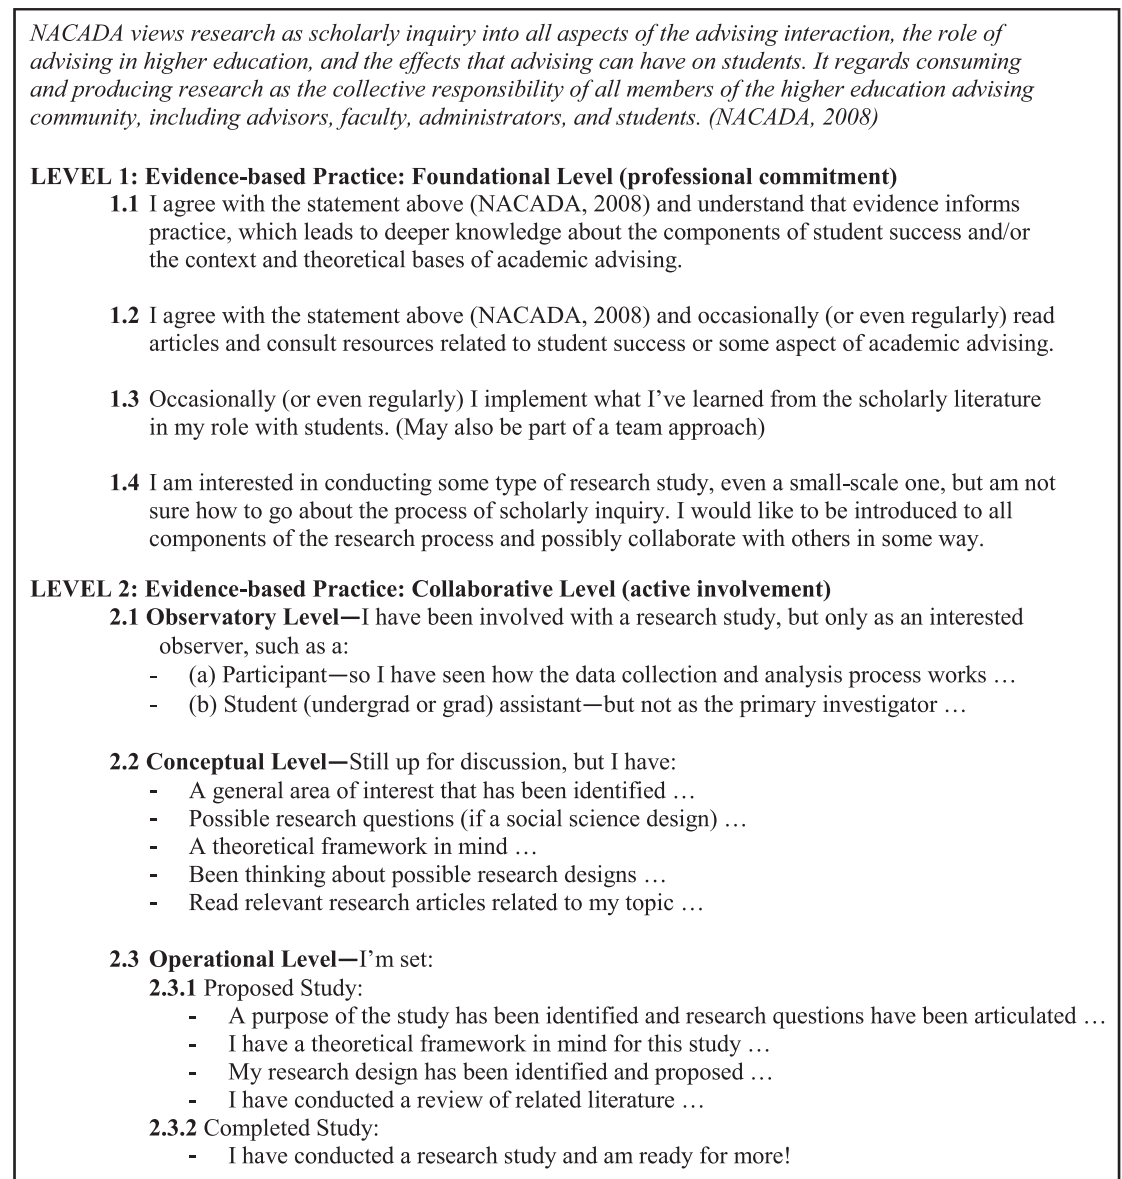 NACADA views research as scholarly inquiry into all aspects of the advising interaction, the role of
advising in higher education, and the effects that advising can have on students. It regards consuming
and producing research as the collective responsibility of all members of the higher education advising
community, including advisors, faculty, administrators, and students. (NACADA, 2008)
LEVEL 1: Evidence-based Practice: Foundational Level (professional commitment)
1.1 I agree with the statement above (NACADA, 2008) and understand that evidence informs
practice, which leads to deeper knowledge about the components of student success and/or
the context and theoretical bases of academic advising.
1.2 I agree with the statement above (NACADA, 2008) and occasionally (or even regularly) read
articles and consult resources related to student success or some aspect of academic advising.
1.3 Occasionally (or even regularly) I implement what I've learned from the scholarly literature
in my role with students. (May also be part of a team approach)
1.4 I am interested in conducting some type of research study, even a small-scale one, but am not
sure how to go about the process of scholarly inquiry. I would like to be introduced to all
components of the research process and possibly collaborate with others in some way.
LEVEL 2: Evidence-based Practice: Collaborative Level (active involvement)
2.1 Observatory Level—I have been involved with a research study, but only as an interested
observer, such as a:
- (a) Participant—so I have seen how the data collection and analysis process works …
- (b) Student (undergrad or grad) assistant—but not as the primary investigator …
2.2 Conceptual Level—Still up for discussion, but I have:
- A general area of interest that has been identified …
- Possible research questions (if a social science design) …
- A theoretical framework in mind …
- Been thinking about possible research designs …
- Read relevant research articles related to my topic …
2.3 Operational Level—I'm set:
2.3.1 Proposed Study:
- A purpose of the study has been identified and research questions have been articulated …
- I have a theoretical framework in mind for this study …
- My research design has been identified and proposed …
- I have conducted a review of related literature …
2.3.2 Completed Study:
- I have conducted a research study and am ready for more!